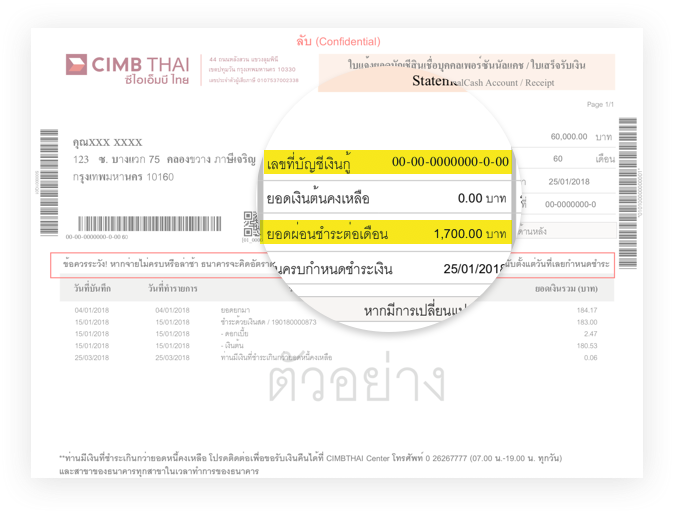 ลับ (Confidential)
CIMB THAI
ซีไอเอ็มบี ไทย
44 ถนนหลังสวน แขวงลุมพินี
เขตปทุมวัน กรุงเทพมหานคร 10330
เลขประจำตัวผู้เสียภาษี 0107537002338
ใบแจ้งยอดบัญชีสินเชื่อบุคคลเพอร์ซันนัลแคช / ใบเสร็จรับเงิน
Statem nalCash Account / Receipt
Page 1/1
60,000.00 บาท
คุณXXX XXXX
123 ซ. บางแวก 75 คลองขวาง ภาษีเจริญ
60 เดือน
กรุงเทพมหานคร 10160
25/01/2018
00-0000000-0
เลขที่บัญชีเงินกู้ 00-00-0000000-0-00
ยอดเงินต้นคงเหลือ 0.00 บาท
ยอดผ่อนชำระต่อเดือน 1,700.00 บาท
วันครบกำหนดชำระเงิน 25/01/2018
หากมีการเปลี่ยนแป
ด้านหลัง
00-00-0000000-0-00
ข้อควรระวัง! หากจ่ายไม่ครบหรือล่าช้า ธนาคารจะคิดอัตรา นับตั้งแต่วันที่เลยกำหนดชำระ
วันที่บันทึก วันที่ทำรายการ ยอดเงินรวม (บาท)
04/01/2018 04/01/2018 ยอดยกมา 184.17
15/01/2018 15/01/2018 ชำระด้วยเงินสด / 190180000873 183.00
15/01/2018 15/01/2018 - ดอกเบี้ย 2.47
15/01/2018 15/01/2018 - เงินต้น 180.53
25/03/2018 25/03/2018 ท่านมีเงินที่ชำระเกินกว่ายอดหนี้คงเหลือ 0.06
ตัวอย่าง
**ท่านมีเงินที่ชำระเกินกว่ายอดหนี้คงเหลือ โปรดติดต่อเพื่อขอรับเงินคืนได้ที่ CIMBTHAI Center โทรศัพท์ 0 26267777 (07.00 น.-19.00 น. ทุกวัน)
และสาขาของธนาคารทุกสาขาในเวลาทำการของธนาคาร